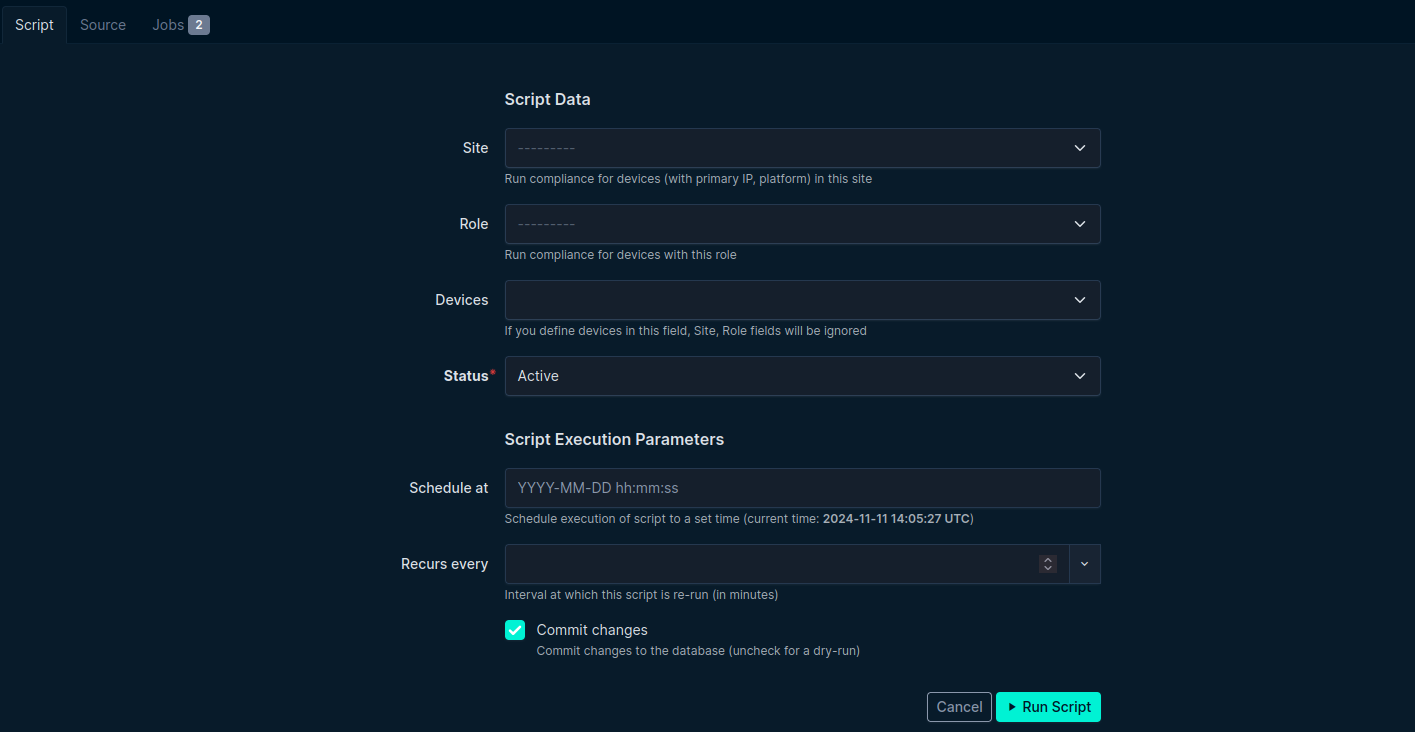 Script Source Jobs 2
Script Data
Site ---------
Run compliance for devices (with primary IP, platform) in this site
Role ---------
Run compliance for devices with this role
Devices
If you define devices in this field, Site, Role fields will be ignored
Status* Active
Script Execution Parameters
Schedule at YYYY-MM-DD hh:mm:ss
Schedule execution of script to a set time (current time: 2024-11-11 14:05:27 UTC)
Recurs every
Interval at which this script is re-run (in minutes)
Commit changes
Commit changes to the database (uncheck for a dry-run)
Cancel Run Script